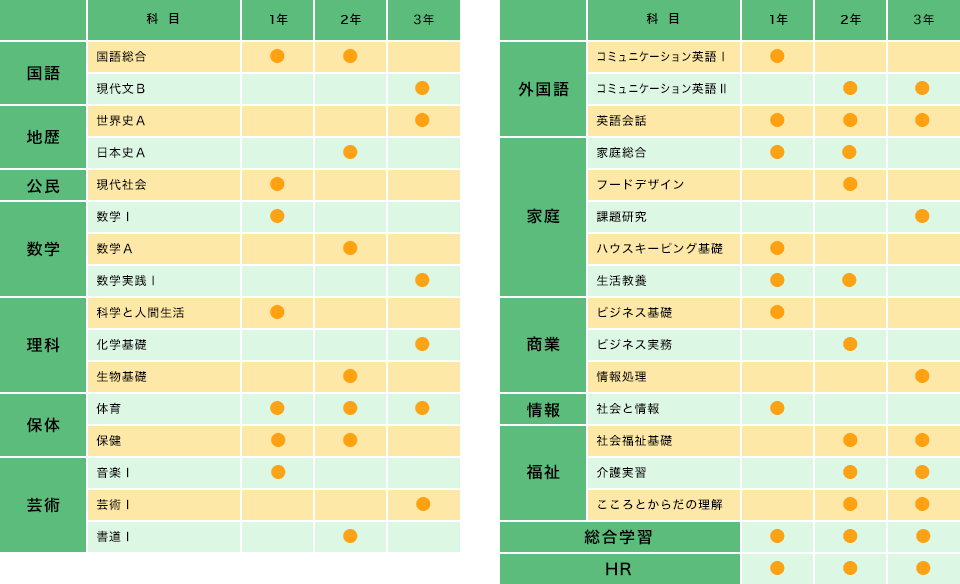 科 目 1年 2年 3年
国語 国語総合 ● ●
現代文B ●
地歴 世界史A ●
日本史A ●
公民 現代社会 ●
数学 数学Ⅰ ●
数学A ●
数学実践Ⅰ ●
理科 科学と人間生活 ●
化学基礎 ●
生物基礎 ●
保体 体育 ● ● ●
保健 ● ●
芸術 音楽Ⅰ ●
芸術Ⅰ ●
書道Ⅰ ●
科 目 1年 2年 3年
外国語 コミュニケーション英語Ⅰ ●
コミュニケーション英語Ⅱ ● ●
英語会話 ● ● ●
家庭 家庭総合 ● ●
フードデザイン ●
課題研究 ●
ハウスキーピング基礎 ●
生活教養 ● ●
商業 ビジネス基礎 ●
ビジネス実務 ●
情報処理 ●
情報 社会と情報 ●
福祉 社会福祉基礎 ● ●
介護実習 ● ●
こころとからだの理解 ● ●
総合学習 ● ● ●
HR ● ● ●